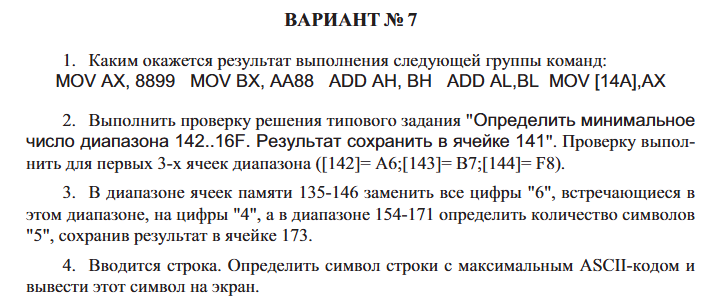 ВАРИАНТ № 7
1. Каким окажется результат выполнения следующей группы команд:
MOV AX, 8899 MOV BX, AA88 ADD AH, BH ADD AL,BL MOV [14A],AX
2. Выполнить проверку решения типового задания "Определить минимальное
число диапазона 142..16F. Результат сохранить в ячейке 141". Проверку выпол-
нить для первых 3-х ячеек диапазона ([142]= A6;[143]= B7;[144]= F8).
3. В диапазоне ячеек памяти 135-146 заменить все цифры "6", встречающиеся в
этом диапазоне, на цифры "4", а в диапазоне 154-171 определить количество символов
"5", сохранив результат в ячейке 173.
4. Вводится строка. Определить символ строки с максимальным ASCII-кодом и
вывести этот символ на экран.